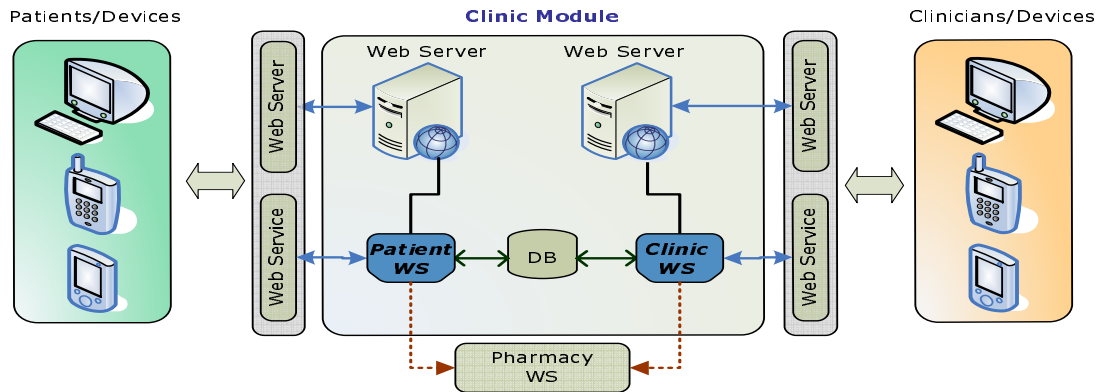 Patients/Devices
Clinic Module
Clinicians/Devices
Web Server
Web Server
Web Server
Web Service
Patient
WS
DB
Clinic
WS
Web Server
Web Service
Pharmacy
WS